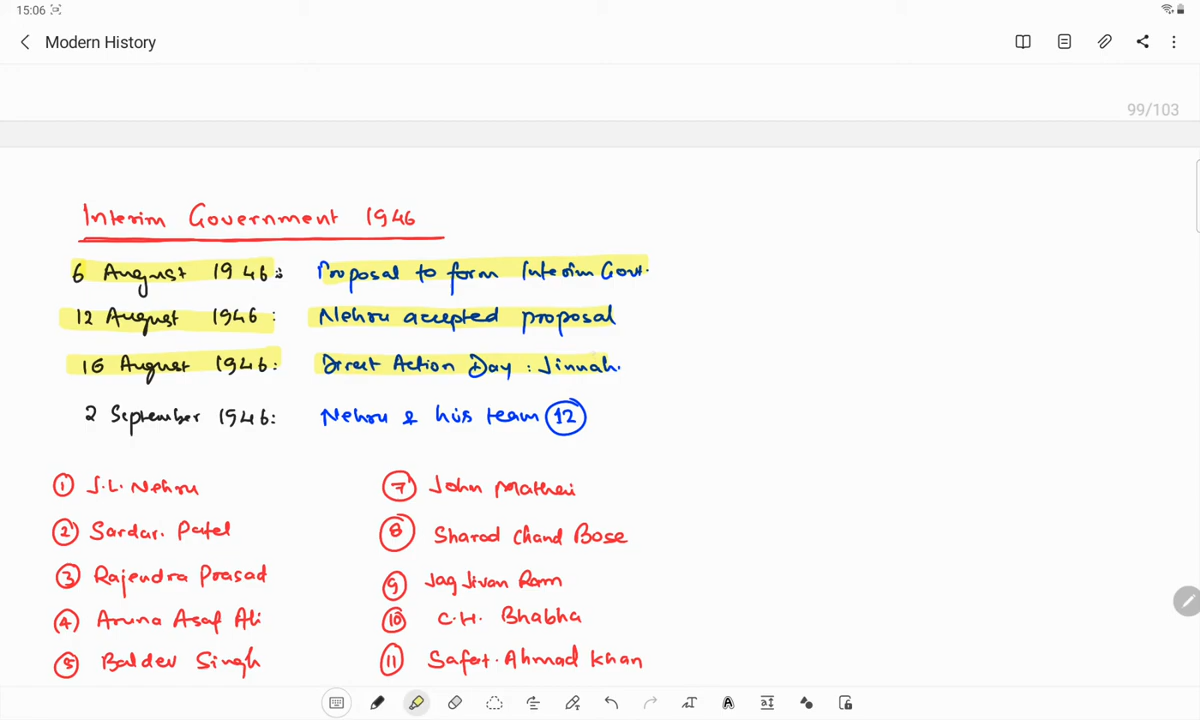 15:06
Modern History
99/103
Interim Government 1946
6 August 1946: Proposal to form Interim Govt.
12 August 1946: Nehru accepted proposal
16 August 1946: Direct Action Day: Jinnah.
2 September 1946: Nehru & his team 12
1 J.L. Nehru
2 Sardar. Patel
3 Rajendra Prasad
4 Aruna Asaf Ali
5 Baldev Singh
7 John Mathai
8 Sharad Chand Bose
9 Jag Jivan Ram
10 C.H. Bhabha
11 Safat. Ahmad Khan